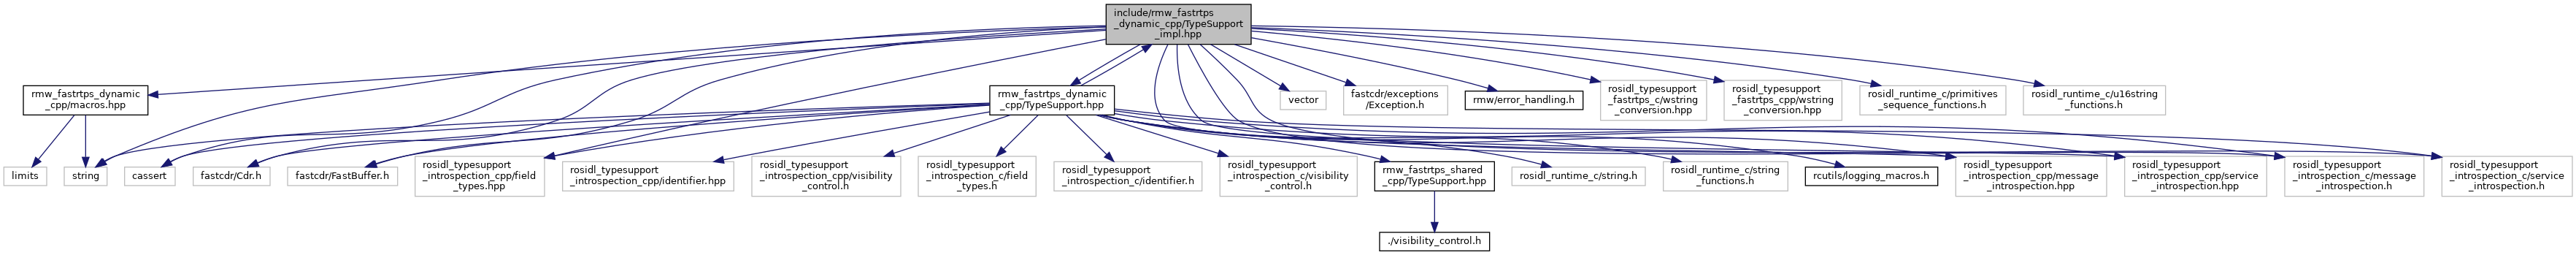 include/rmw_fastrtps
_dynamic_cpp/TypeSupport
_impl.hpp
rmw_fastrtps_dynamic
_cpp/macros.hpp
rmw_fastrtps_dynamic
_cpp/TypeSupport.hpp
vector
fastcdr/exceptions
/Exception.h
rmw/error_handling.h
rosidl_typesupport
_fastrtps_c/wstring
_conversion.hpp
rosidl_typesupport
_fastrtps_cpp/wstring
_conversion.hpp
rosidl_runtime_c/primitives
_sequence_functions.h
rosidl_runtime_c/u16string
_functions.h
limits
string
cassert
fastcdr/Cdr.h
fastcdr/FastBuffer.h
rosidl_typesupport
_introspection_cpp/field
_types.hpp
rosidl_typesupport
_introspection_cpp/identifier.hpp
rosidl_typesupport
_introspection_cpp/visibility
_control.h
rosidl_typesupport
_introspection_c/field
_types.h
rosidl_typesupport
_introspection_c/identifier.h
rosidl_typesupport
_introspection_c/visibility
_control.h
rmw_fastrtps_shared
_cpp/TypeSupport.hpp
rosidl_runtime_c/string.h
rosidl_runtime_c/string
_functions.h
rcutils/logging_macros.h
rosidl_typesupport
_introspection_cpp/message
_introspection.hpp
rosidl_typesupport
_introspection_cpp/service
_introspection.hpp
rosidl_typesupport
_introspection_c/message
_introspection.h
rosidl_typesupport
_introspection_c/service
_introspection.h
./visibility_control.h